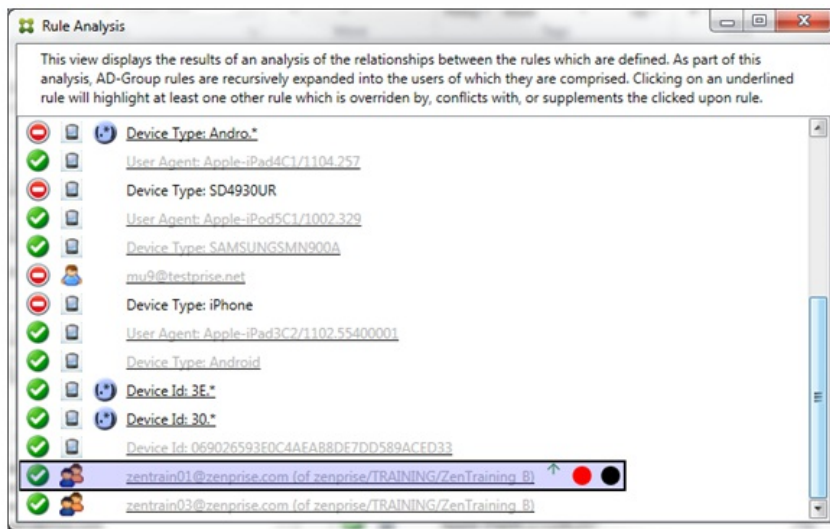 Rule Analysis
This view displays the results of an analysis of the relationships between the rules which are defined. As part of this
analysis, AD-Group rules are recursively expanded into the users of which they are comprised. Clicking on an underlined
rule will highlight at least one other rule which is overriden by, conflicts with, or supplements the clicked upon rule.
(.*) Device Type: Andro.*
User Agent: Apple-iPad4C1/1104.257
Device Type: SD4930UR
User Agent: Apple-iPod5C1/1002.329
Device Type: SAMSUNGSMN900A
mu9@testprise.net
Device Type: iPhone
User Agent: Apple-iPad3C2/1102.55400001
Device Type: Android
(.*) Device Id: 3E.*
(.*) Device Id: 30.*
Device Id: 069026593E0C4AEAB8DE7DD589ACED33
zentrain01@zenprise.com (of zenprise/TRAINING/ZenTraining_B)
zentrain03@zenprise.com (of zenprise/TRAINING/ZenTraining_B)